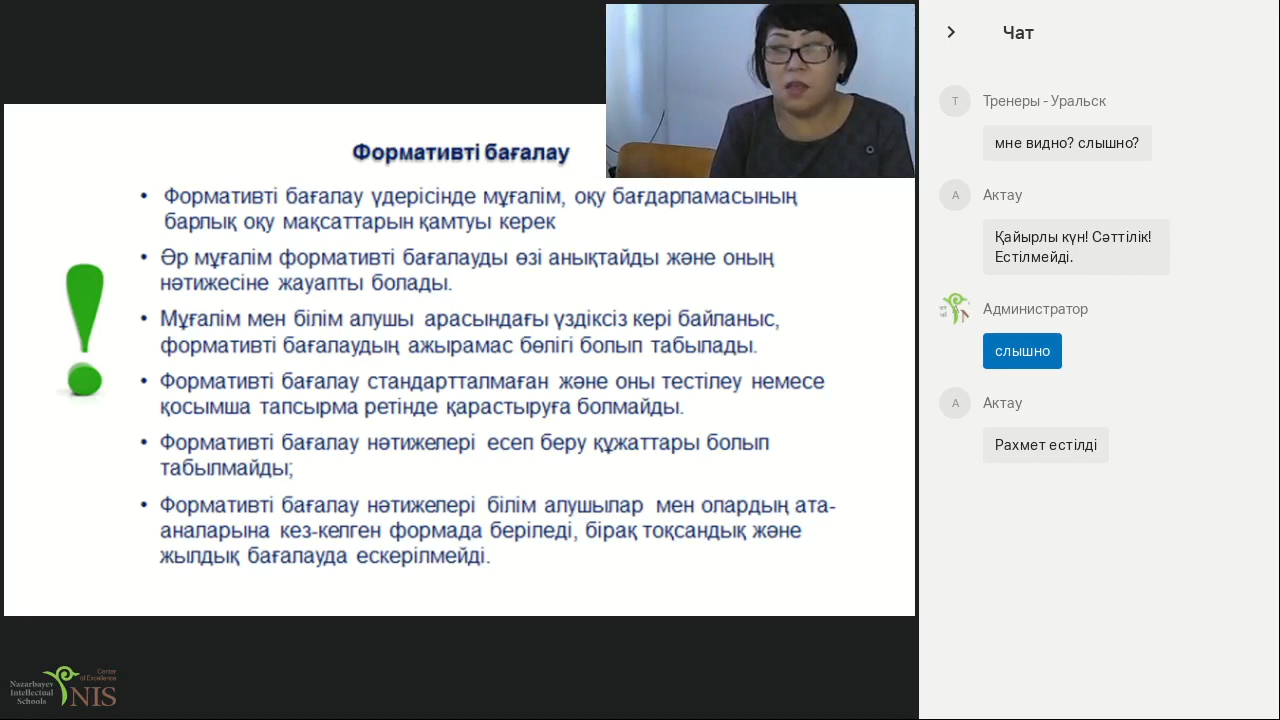 Формативті бағалау
• Формативті бағалау үдерісінде мұғалім, оқу бағдарламасының
барлық оқу мақсаттарын қамтуы керек
• Әр мұғалім формативті бағалауды өзі анықтайды және оның
нәтижесіне жауапты болады.
• Мұғалім мен білім алушы арасындағы үздіксіз кері байланыс,
формативті бағалаудың ажырамас бөлігі болып табылады.
• Формативті бағалау стандартталмаған және оны тестілеу немесе
қосымша тапсырма ретінде қарастыруға болмайды.
• Формативті бағалау нәтижелері есеп беру құжаттары болып
табылмайды;
• Формативті бағалау нәтижелері білім алушылар мен олардың ата-
аналарына кез-келген формада беріледі, бірақ тоқсандық және
жылдық бағалауда ескерілмейді.
Nazarbayev
Intellectual
Schools
Center
of Excellence
NIS
Чат
Т
Тренеры - Уральск
мне видно? слышно?
А
Актау
Қайырлы күн! Сәттілік!
Естілмейді.
Администратор
слышно
А
Актау
Рахмет естілді